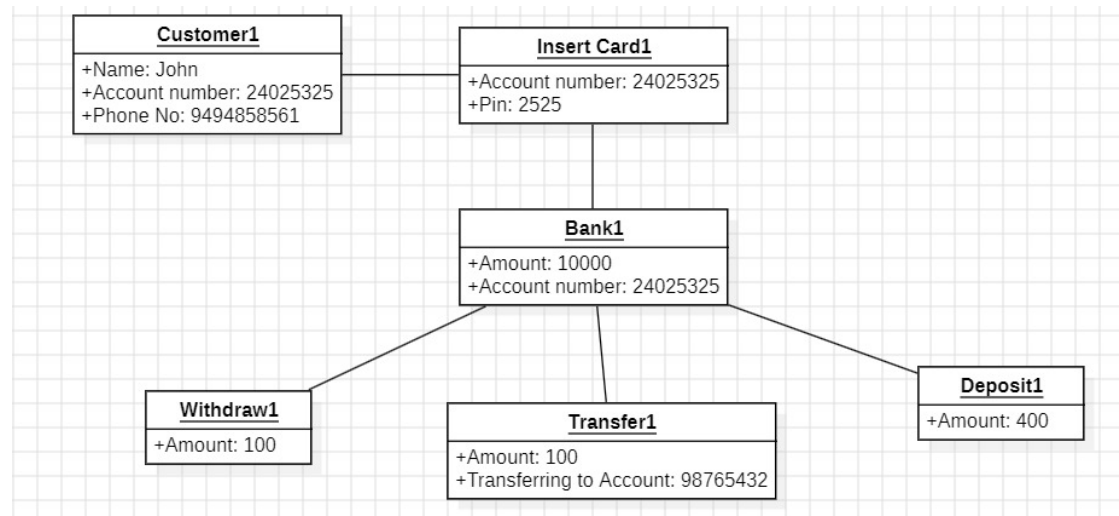 Customer1
+Name: John
+Account number: 24025325
+Phone No: 9494858561
Insert Card1
+Account number: 24025325
+Pin: 2525
Bank1
+Amount: 10000
+Account number: 24025325
Withdraw1
+Amount: 100
Transfer1
+Amount: 100
+Transferring to Account: 98765432
Deposit1
+Amount: 400